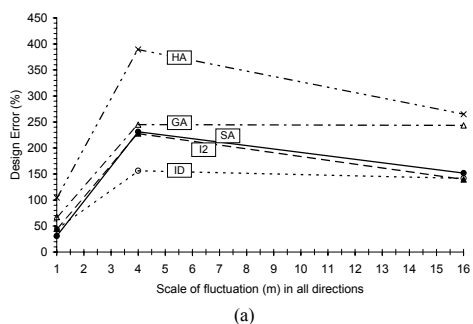 450
400
350
300
250
200
150
100
50
0
Design Error (%)
HA
GA
SA
I2
ID
1 2 3 4 5 6 7 8 9 10 11 12 13 14 15 16
Scale of fluctuation (m) in all directions
(a)